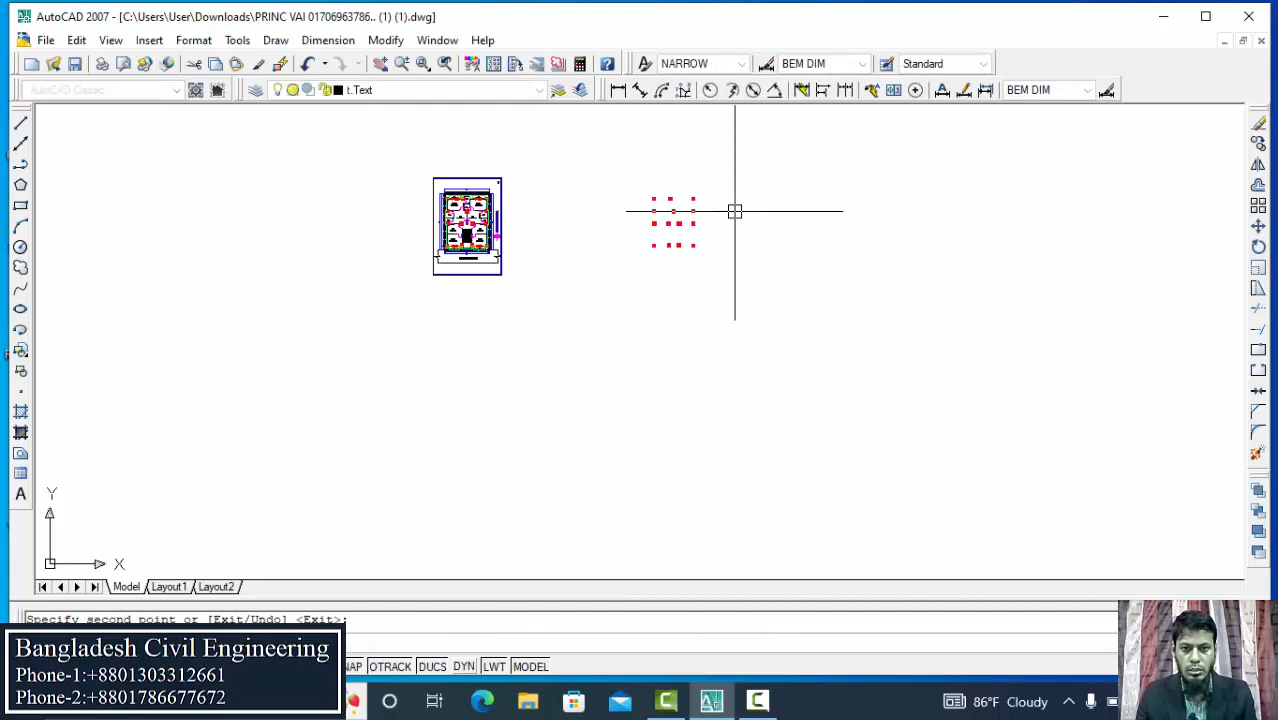 AutoCAD 2007 - [C:\Users\User\Downloads\PRINC VAI 01706963786.. (1) (1).dwg]
File Edit View Insert Format Tools Draw Dimension Modify Window Help
NARROW BEM DIM Standard
AutoCAD Classic t.Text BEM DIM
Y
X
A
Model Layout1 Layout2
Specify second point or [Exit/Undo] <Exit>:
Bangladesh Civil Engineering
Phone-1:+8801303312661
Phone-2:+8801786677672
OTRACK DUCS DYN LWT MODEL
86°F Cloudy